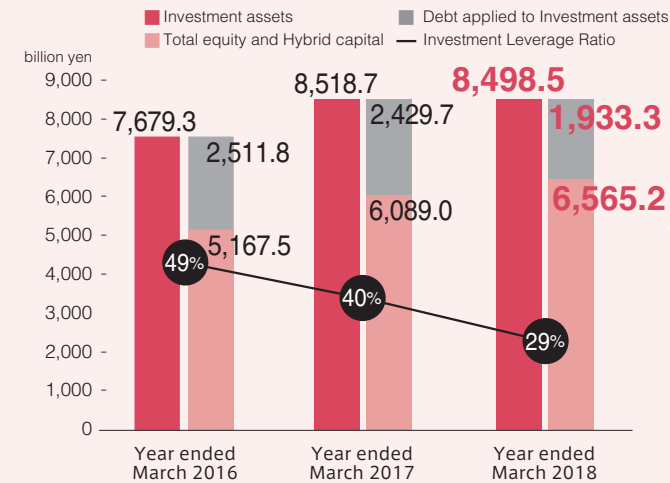 Investment assets
Debt applied to Investment assets
Total equity and Hybrid capital
Investment Leverage Ratio
billion yen
9,000
8,000
7,000
6,000
5,000
4,000
3,000
2,000
1,000
0
7,679.3
2,511.8
5,167.5
49%
8,518.7
2,429.7
6,089.0
40%
8,498.5
1,933.3
6,565.2
29%
Year ended
March 2016
Year ended
March 2017
Year ended
March 2018